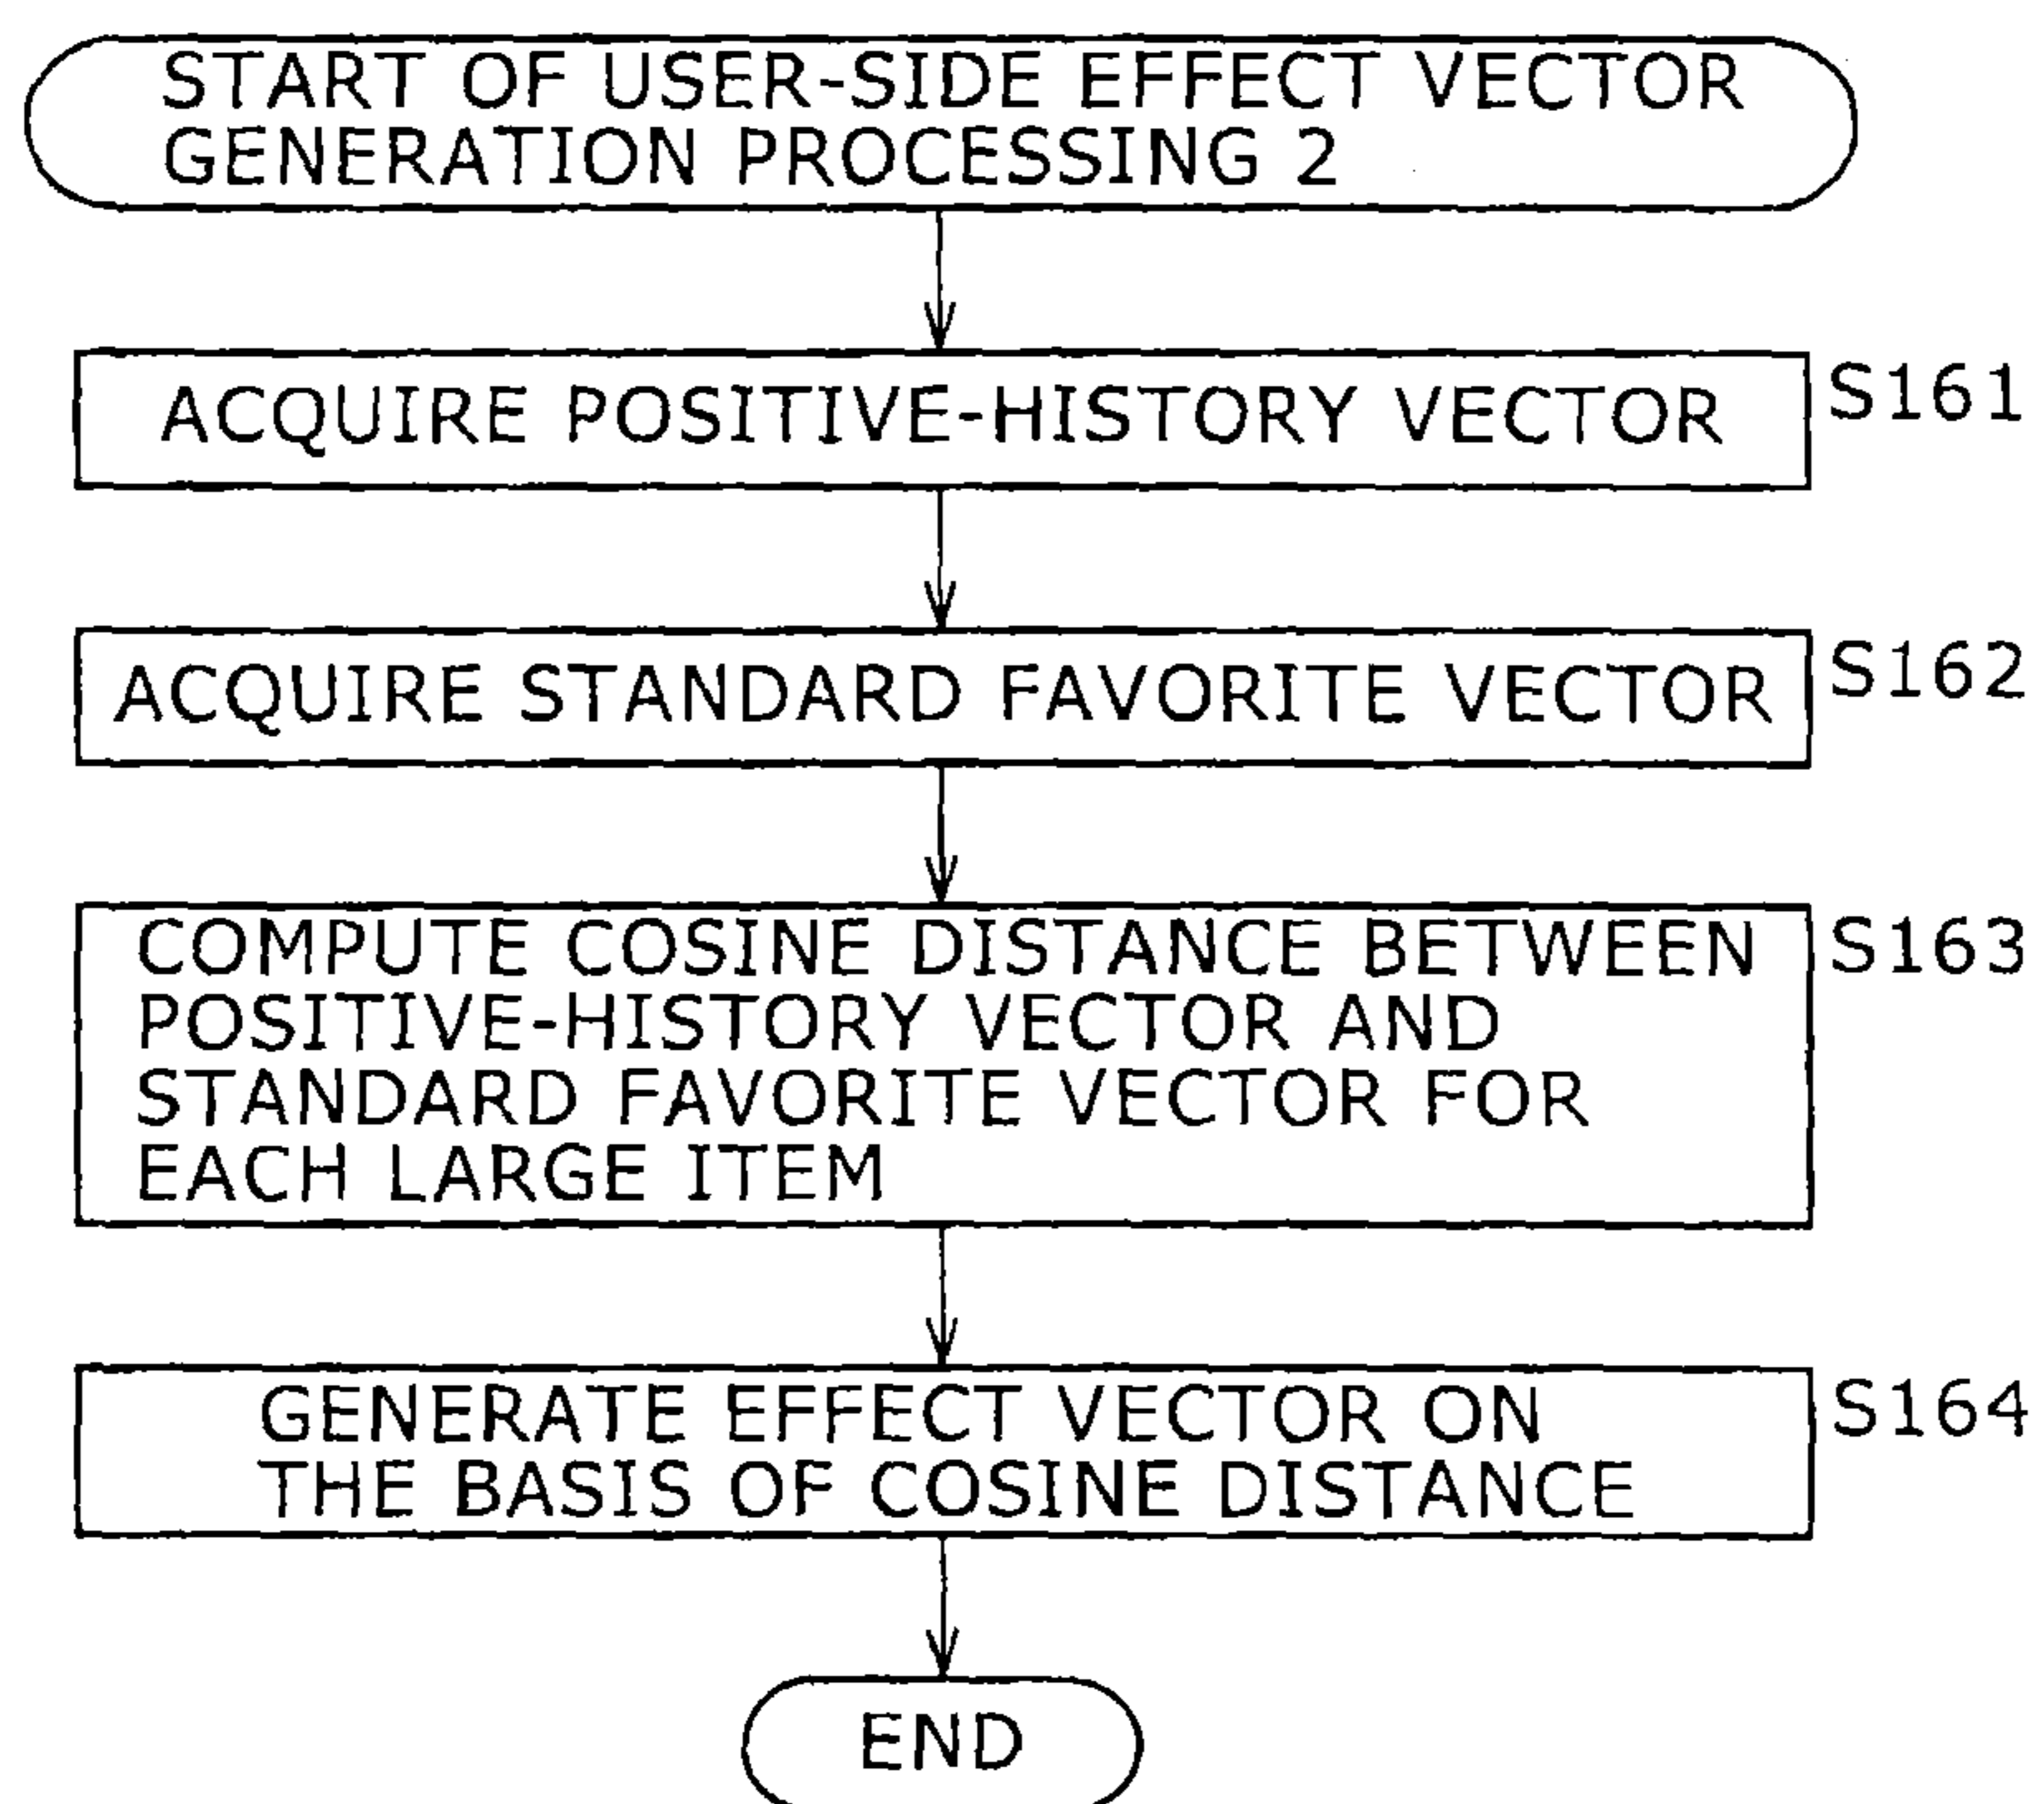 START OF USER-SIDE EFFECT VECTOR
GENERATION PROCESSING 2
ACQUIRE POSITIVE-HISTORY VECTOR
S161
ACQUIRE STANDARD FAVORITE VECTOR
S162
COMPUTE COSINE DISTANCE BETWEEN
POSITIVE-HISTORY VECTOR AND
STANDARD FAVORITE VECTOR FOR
EACH LARGE ITEM
S163
GENERATE EFFECT VECTOR ON
THE BASIS OF COSINE DISTANCE
S164
END